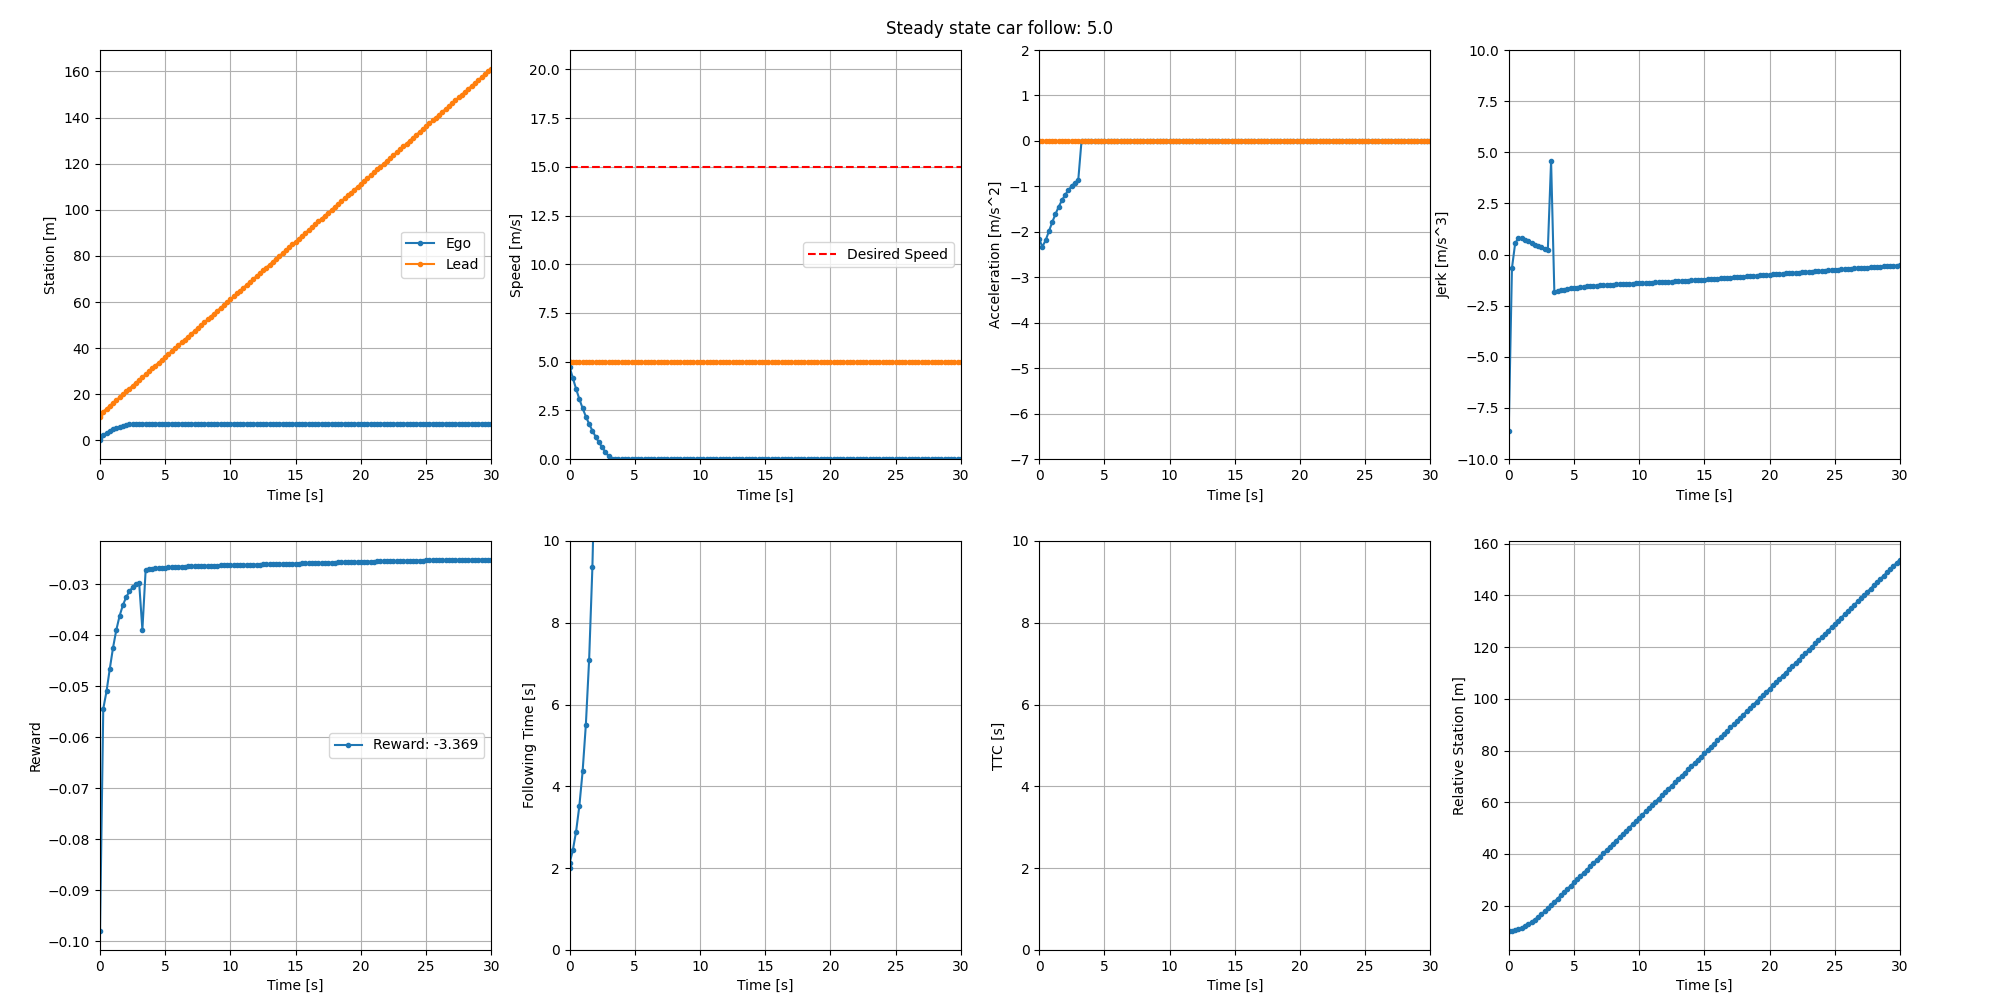 Steady state car follow: 5.0
160
140
120
100
80
60
40
20
0
Station [m]
Ego
Lead
0 5 10 15 20 25 30
Time [s]
20.0
17.5
15.0
12.5
10.0
7.5
5.0
2.5
0.0
Speed [m/s]
Desired Speed
0 5 10 15 20 25 30
Time [s]
2
1
0
−1
−2
−3
−4
−5
−6
−7
Acceleration [m/s^2]
0 5 10 15 20 25 30
Time [s]
10.0
7.5
5.0
2.5
0.0
−2.5
−5.0
−7.5
−10.0
Jerk [m/s^3]
0 5 10 15 20 25 30
Time [s]
−0.03
−0.04
−0.05
−0.06
−0.07
−0.08
−0.09
−0.10
Reward
Reward: -3.369
0 5 10 15 20 25 30
Time [s]
10
8
6
4
2
0
Following Time [s]
0 5 10 15 20 25 30
Time [s]
10
8
6
4
2
0
TTC [s]
0 5 10 15 20 25 30
Time [s]
160
140
120
100
80
60
40
20
Relative Station [m]
0 5 10 15 20 25 30
Time [s]